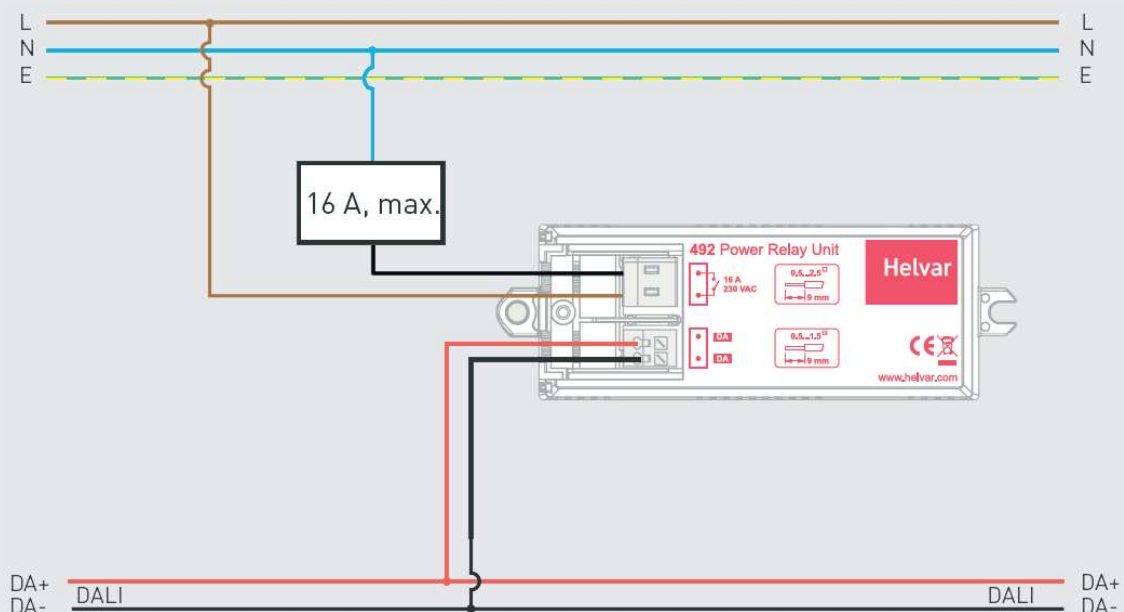 L
L
N
N
E
E
16 A, max.
492 Power Relay Unit
Helvar
16 A
230 VAC
0,5...2,5
9 mm
DA
DA
0,5...1,5
9 mm
CE
www.helvar.com
DA+
DALI
DA-
DA+
DALI
DA-